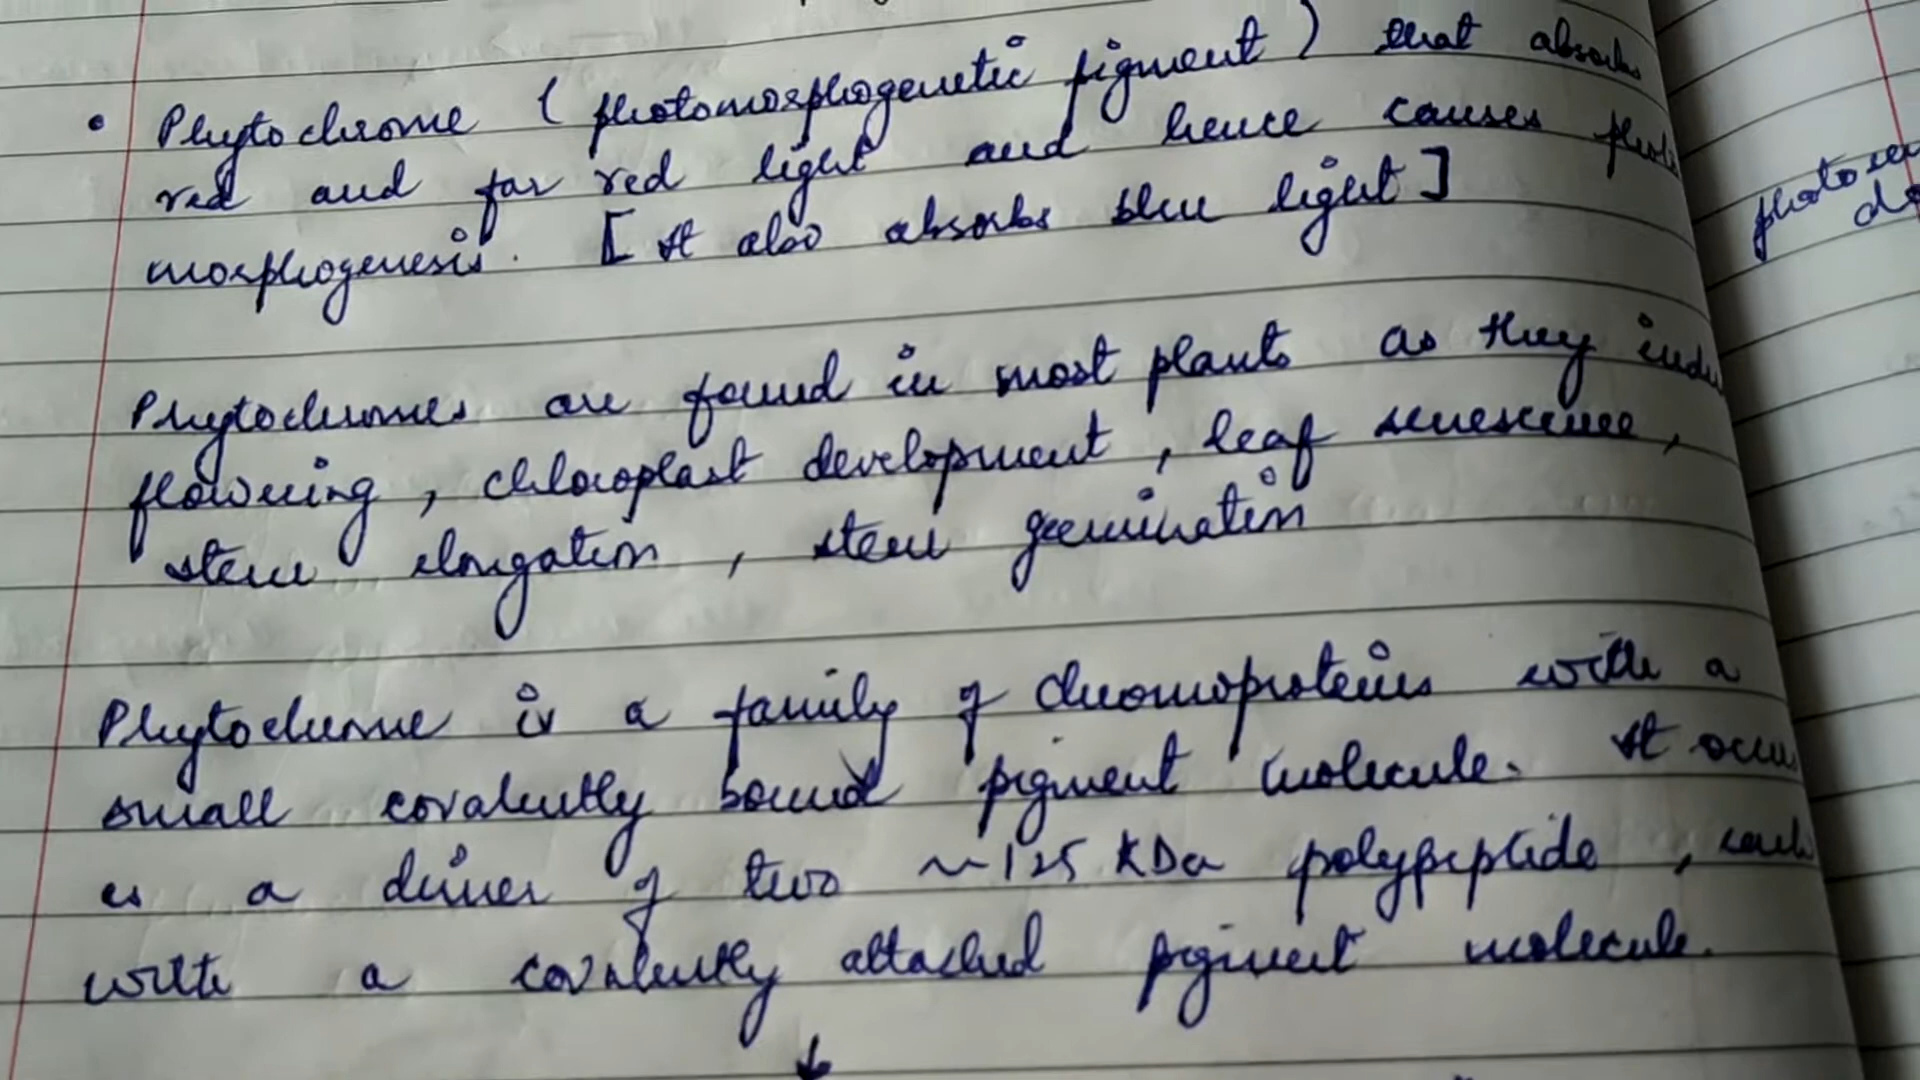 • Phytochrome (photomorphogenetic pigment) that absorbs
red and far red light and hence causes photo
morphogenesis. [It also absorbs blue light]
Phytochromes are found in most plants as they indu
flowering, chloroplast development, leaf senescence,
stem elongation, stem germination
Phytochrome is a family of chromoproteins with a
small covalently bound pigment molecule. It occurs
as a dimer of two ~125 KDa polypeptide, each
with a covalently attached pigment molecule.
↓
photo